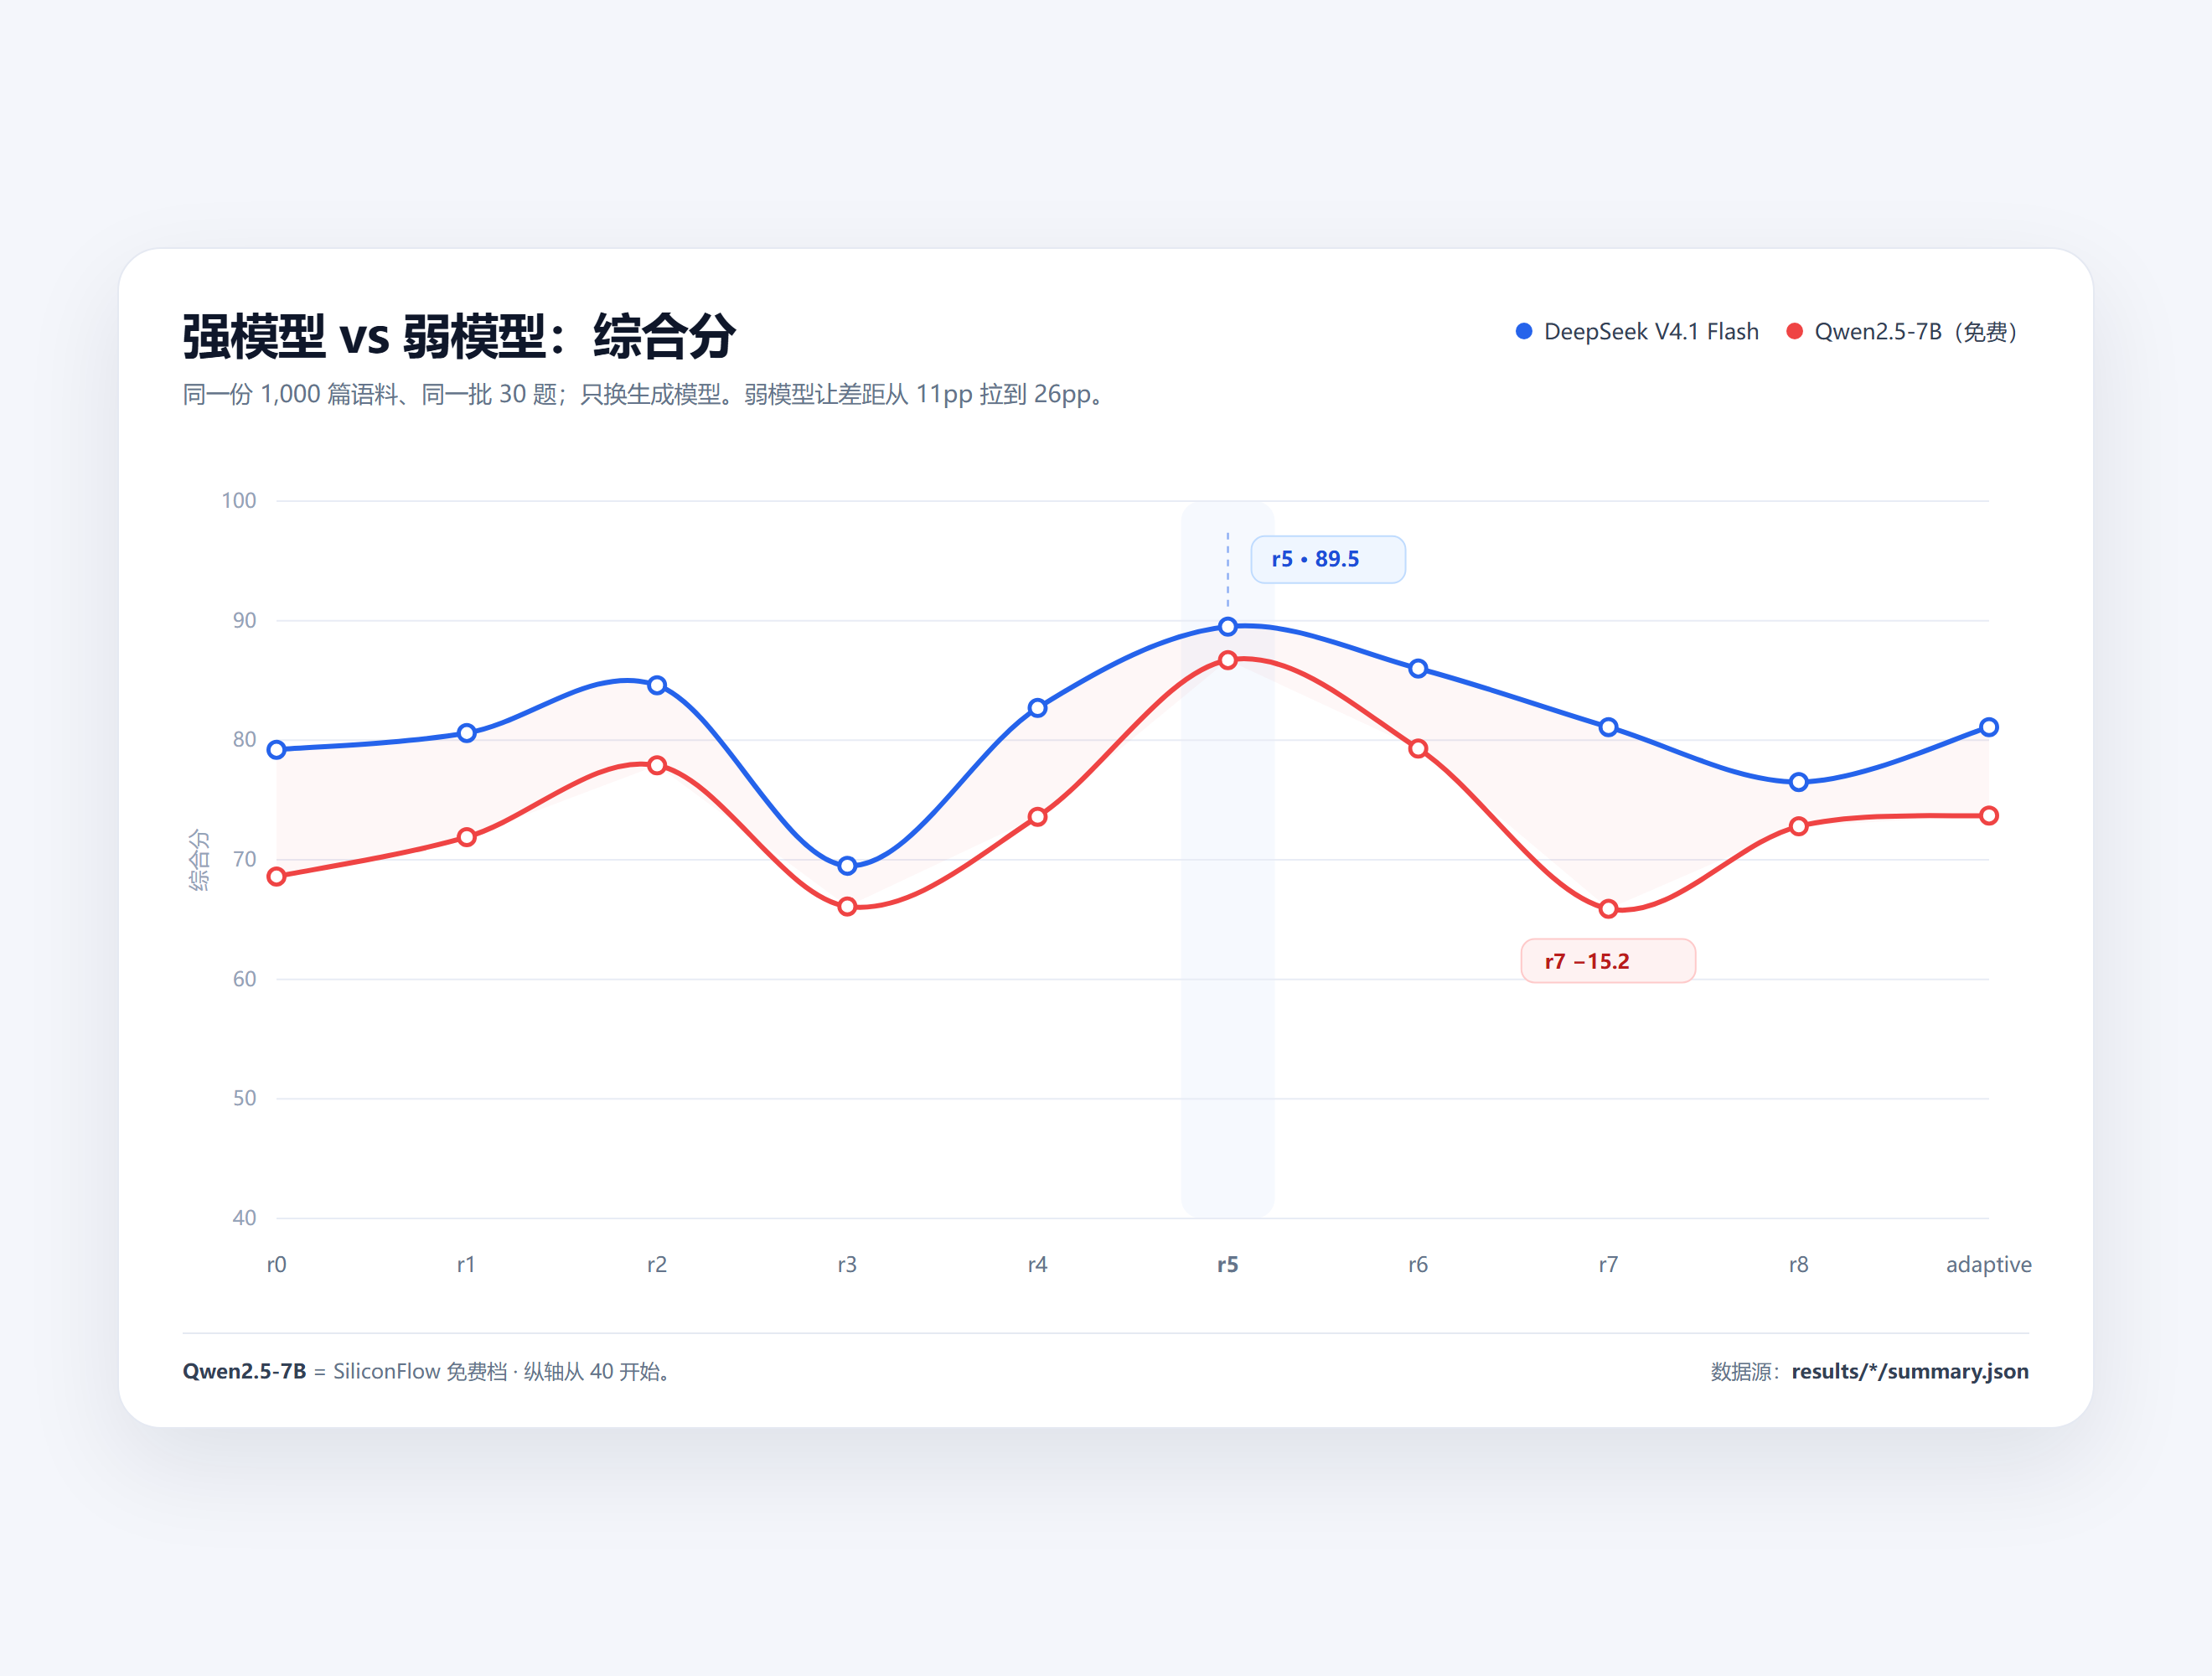 强模型 vs 弱模型：综合分
DeepSeek V4.1 Flash
Qwen2.5-7B（免费）
同一份 1,000 篇语料、同一批 30 题；只换生成模型。弱模型让差距从 11pp 拉到 26pp。
综合分
100
90
80
70
60
50
40
r5 • 89.5
r7 −15.2
r0
r1
r2
r3
r4
r5
r6
r7
r8
adaptive
Qwen2.5-7B = SiliconFlow 免费档 · 纵轴从 40 开始。
数据源：results/*/summary.json